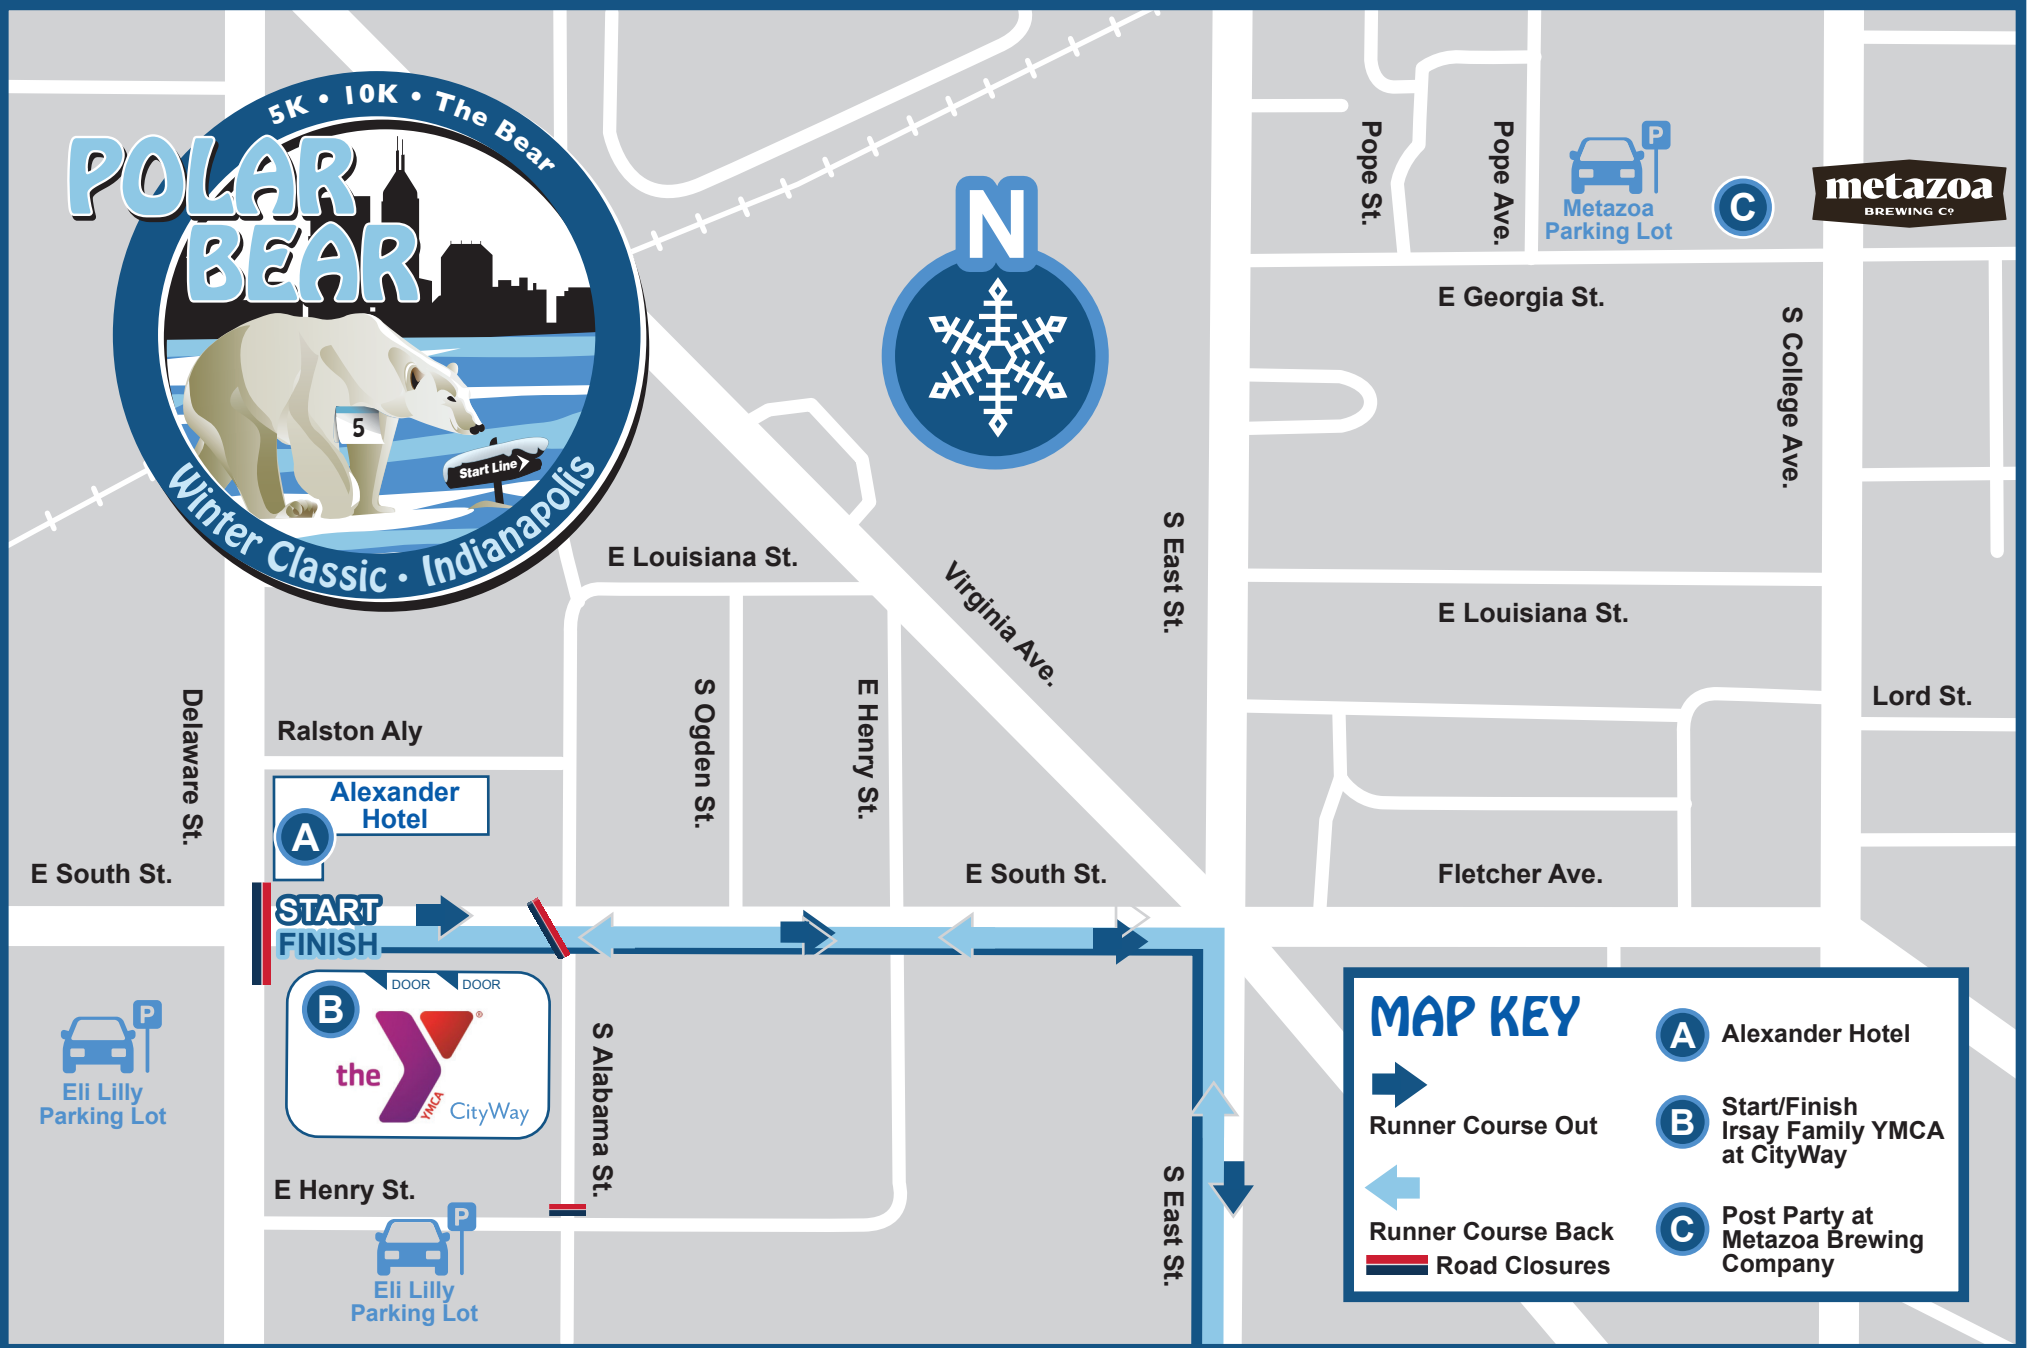 5K • 10K • The Bear
POLAR
BEAR
5
Start Line
Winter Classic • Indianapolis
N
Pope St.
Pope Ave.
P
Metazoa
Parking Lot
C
metazoa
BREWING Cº
E Georgia St.
S College Ave.
E Louisiana St.
Virginia Ave.
S East St.
E Louisiana St.
Lord St.
Delaware St.
Ralston Aly
S Ogden St.
E Henry St.
Alexander
Hotel
A
E South St.
E South St.
Fletcher Ave.
START
FINISH
DOOR
DOOR
B
the
YMCA
®
CityWay
S Alabama St.
P
Eli Lilly
Parking Lot
E Henry St.
P
Eli Lilly
Parking Lot
S East St.
MAP KEY
Runner Course Out
Runner Course Back
Road Closures
A
Alexander Hotel
B
Start/Finish
Irsay Family YMCA
at CityWay
C
Post Party at
Metazoa Brewing
Company